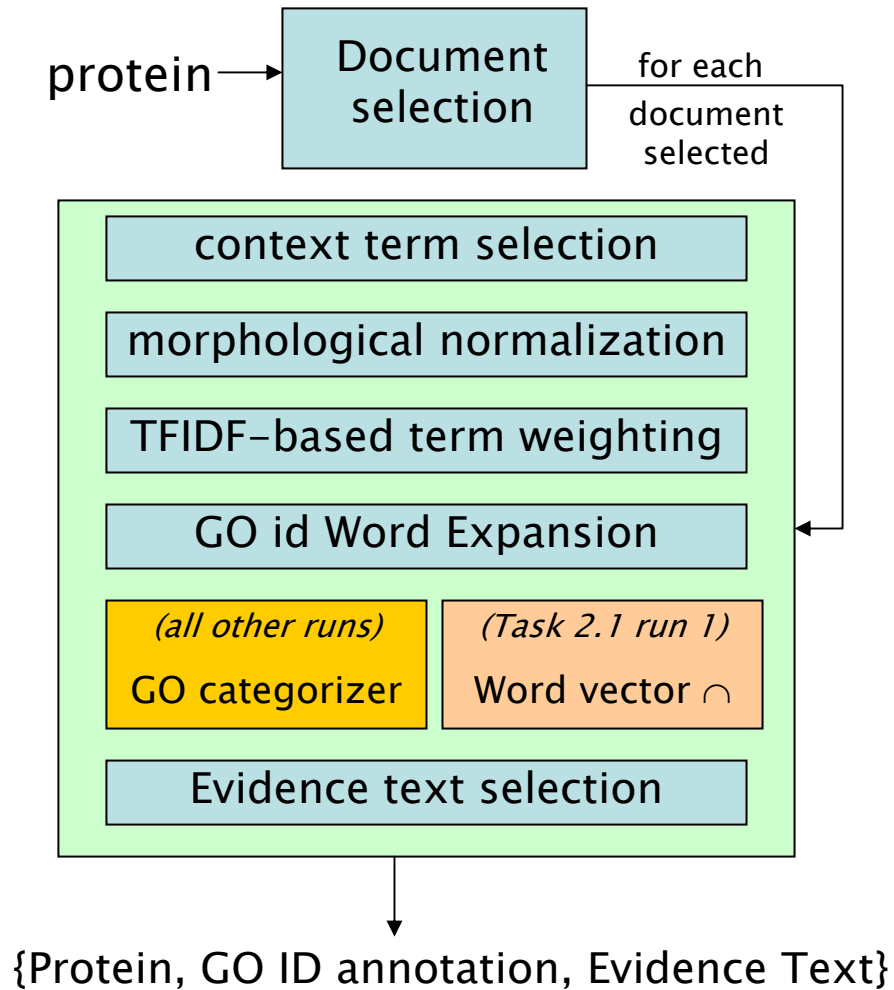 protein
Document
selection
for each
document
selected
context term selection
morphological normalization
TFIDF-based term weighting
GO id Word Expansion
(all other runs)
GO categorizer
(Task 2.1 run 1)
Word vector ∩
Evidence text selection
{Protein, GO ID annotation, Evidence Text}